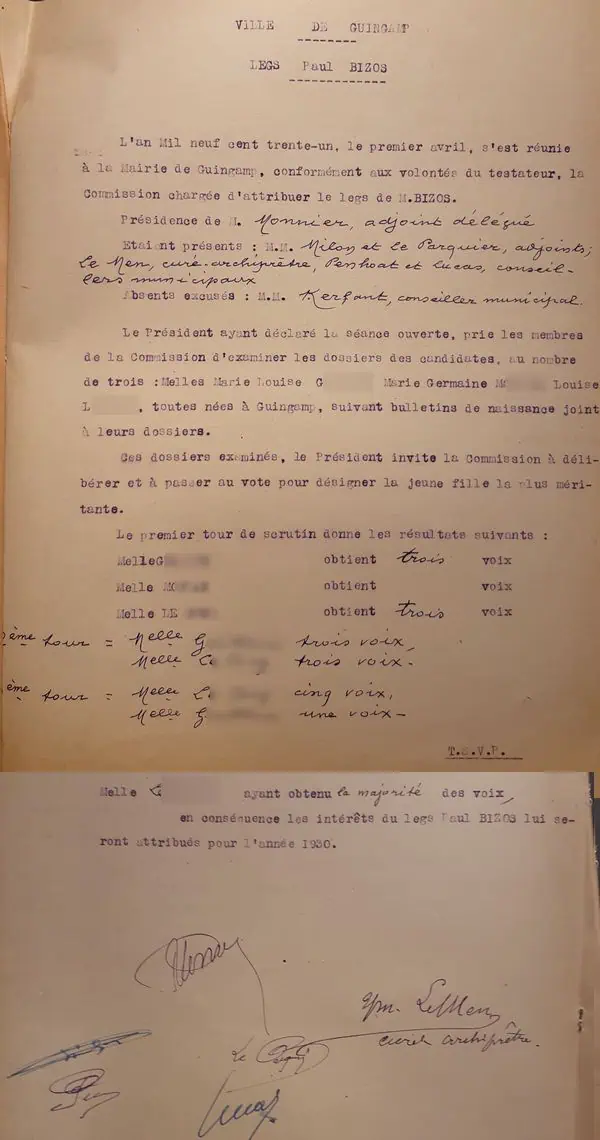 VILLE DE GUINGAMP
LEGS Paul BIZOS
L'an Mil neuf cent trente-un, le premier avril, s'est réunie
à la Mairie de Guingamp, conformément aux volontés du testateur, la
Commission chargée d'attribuer le legs de M.BIZOS.
Présidence de M. Monnier, adjoint délégué
Etaient présents : M.M. Milon et Le Parquier, adjoints;
Le Men, curé-archiprêtre, Penhoat et Lucas, conseil-
lers municipaux
Absents excusés : M.M. Kerfant, conseiller municipal.
Le Président ayant déclaré la séance ouverte, prie les membres
de la Commission d'examiner les dossiers des candidates, au nombre
de trois :Melles Marie Louise G Marie Germaine M Louise
L , toutes nées à Guingamp, suivant bulletins de naissance joint
à leurs dossiers.
Ces dossiers examinés, le Président invite la Commission à déli-
bérer et à passer au vote pour désigner la jeune fille la plus méri-
tante.
Le premier tour de scrutin donne les résultats suivants :
MelleG obtient trois voix
Melle MO obtient voix
Melle LE obtient trois voix
ème tour = Melle G trois voix,
Melle L trois voix-
ème tour = Melle L cinq voix,
Melle G une voix-
T.S.V.P.
Melle ayant obtenu la majorité des voix,
en conséquence les intérêts du legs Paul BIZOS lui se-
ront attribués pour l'année 1930.
Le Men
curé archiprêtre.
Le
Lucas